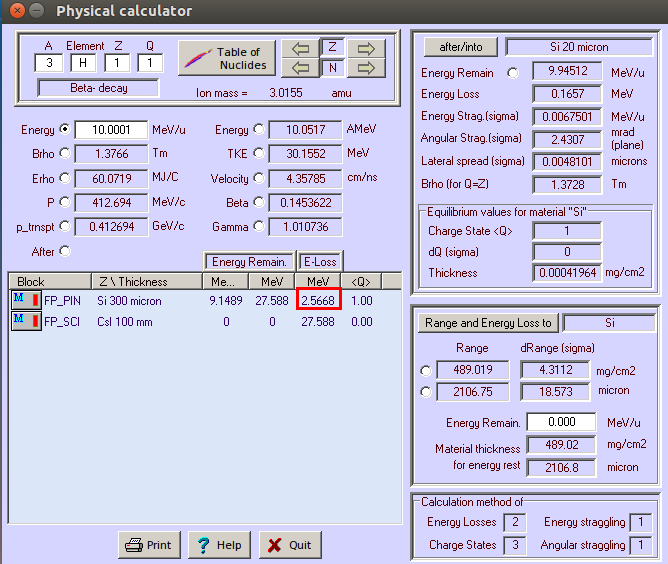 Physical calculator
A Element Z Q
3 H 1 1
Beta- decay
Table of Nuclides
Z
N
Ion mass = 3.0155 amu
Energy 10.0001 MeV/u
Brho 1.3766 Tm
Erho 60.0719 MJ/C
P 412.694 MeV/c
p_trnspt 0.412694 GeV/c
After
Energy 10.0517 AMeV
TKE 30.1552 MeV
Velocity 4.35785 cm/ns
Beta 0.1453622
Gamma 1.010736
Energy Remain. E-Loss
Block Z \ Thickness Me... MeV MeV <Q>
M FP_PIN Si 300 micron 9.1489 27.588 2.5668 1.00
M FP_SCI CsI 100 mm 0 0 27.588 0.00
Print Help Quit
after/into Si 20 micron
Energy Remain 9.94512 MeV/u
Energy Loss 0.1657 MeV
Energy Strag.(sigma) 0.0067501 MeV/u
Angular Strag.(sigma) 2.4307 mrad (plane)
Lateral spread (sigma) 0.0048101 microns
Brho (for Q=Z) 1.3728 Tm
Equilibrium values for material "Si"
Charge State <Q> 1
dQ (sigma) 0
Thickness 0.00041964 mg/cm2
Range and Energy Loss to Si
Range dRange (sigma)
489.019 4.3112 mg/cm2
2106.75 18.573 micron
Energy Remain. 0.000 MeV/u
Material thickness for energy rest 489.02 mg/cm2
2106.8 micron
Calculation method of
Energy Losses 2 Energy straggling 1
Charge States 3 Angular straggling 1